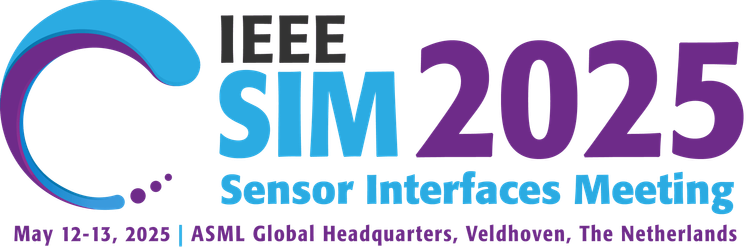 IEEE
SIM 2025
Sensor Interfaces Meeting
May 12-13, 2025 | ASML Global Headquarters, Veldhoven, The Netherlands